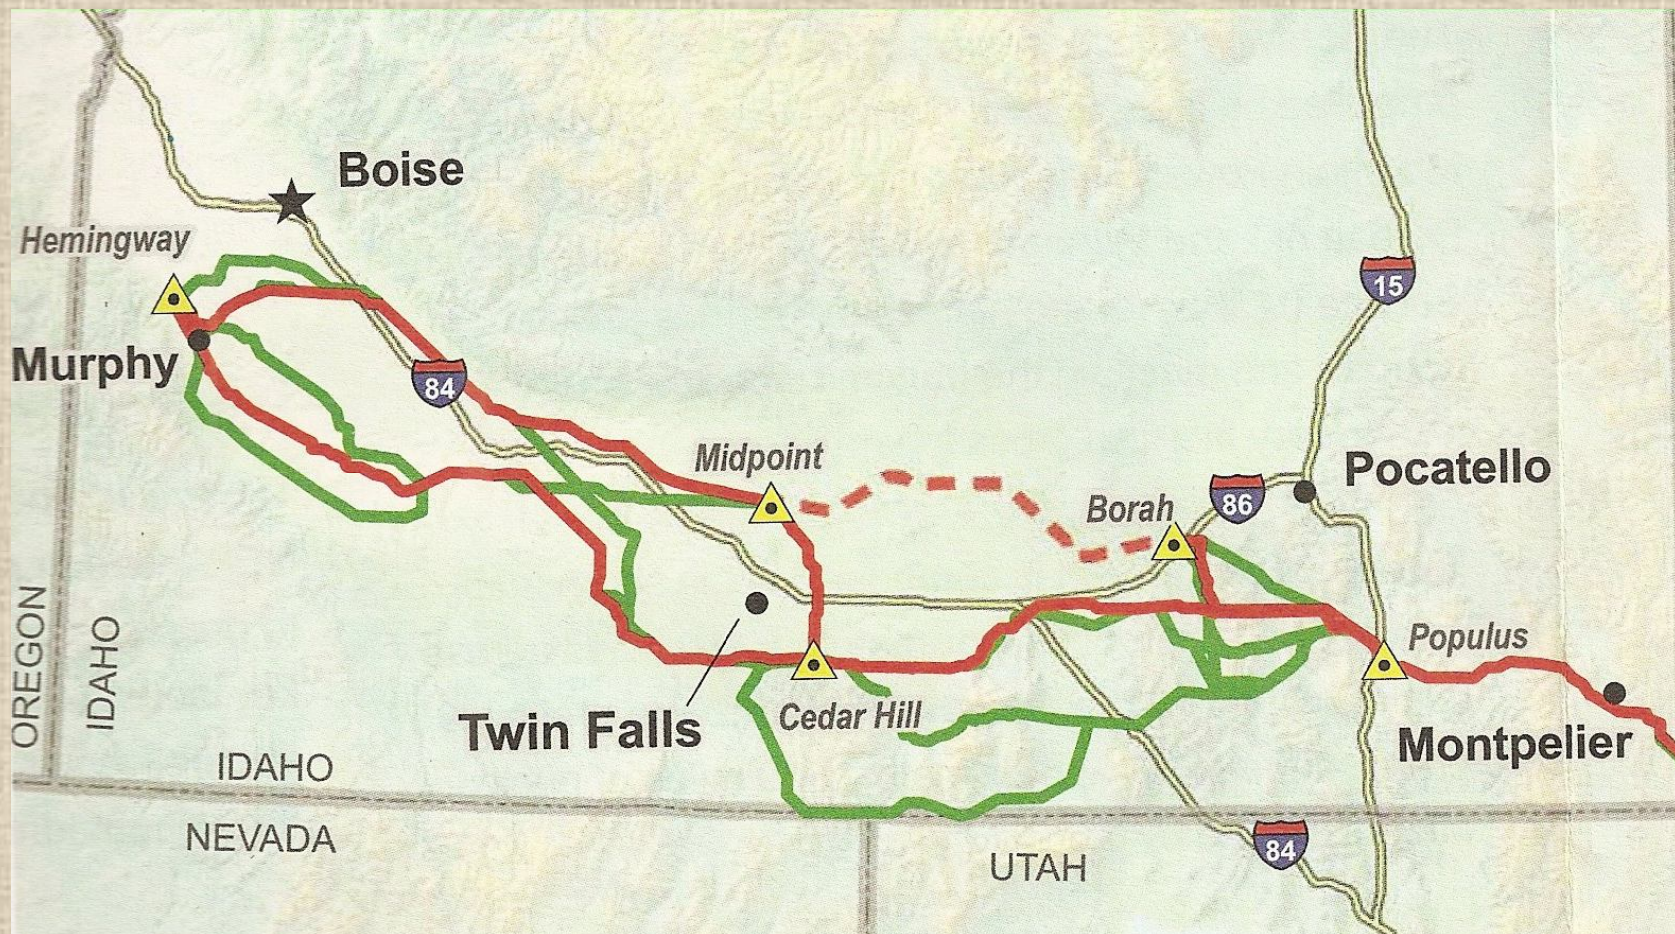 Boise
Hemingway
15
Murphy
84
Midpoint
Pocatello
86
Borah
OREGON
IDAHO
Populus
Cedar Hill
Twin Falls
Montpelier
IDAHO
NEVADA
84
UTAH